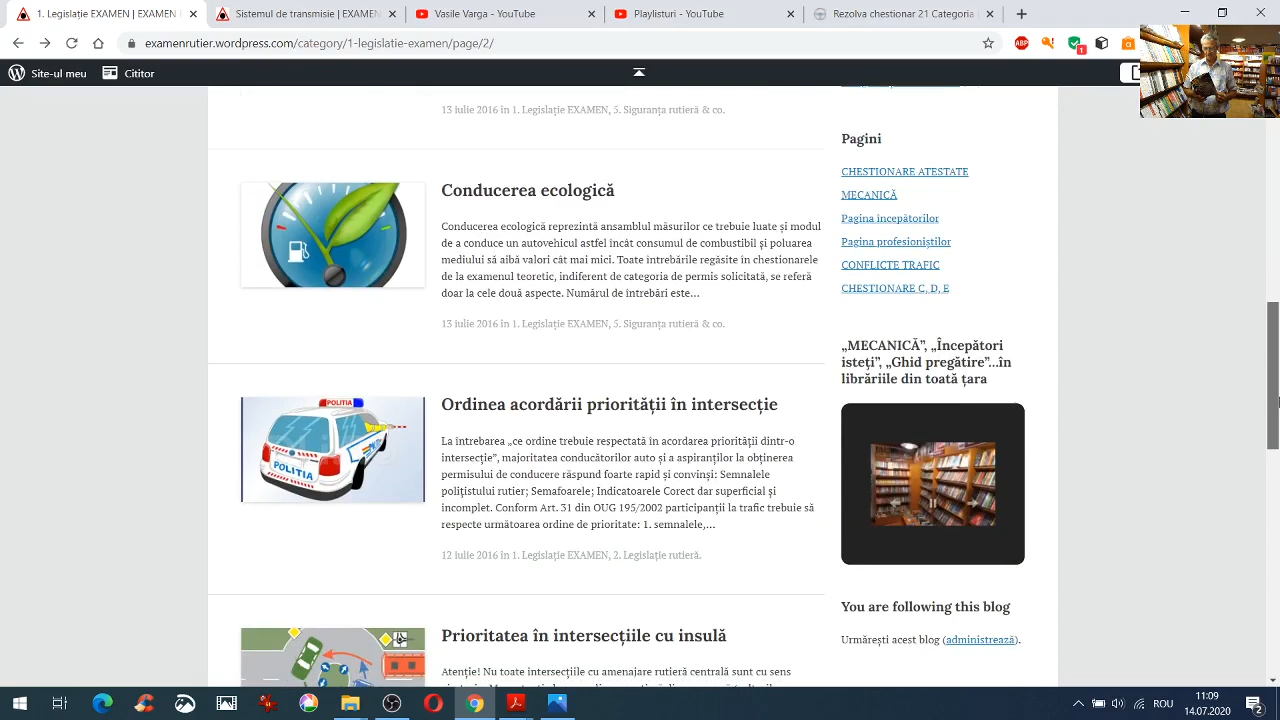 1. Legislație EXAMEN
Sistemul de transmisie | EXAMEN
Vasmario - YouTube
Playlisturi - YouTube
Rezolva chestionar 21 Categoria
examenrutier.wordpress.com/category/1-legislatie-examen/page/2/
ABP
1
Site-ul meu
Cititor
13 iulie 2016 în 1. Legislație EXAMEN, 5. Siguranța rutieră & co.
Conducerea ecologică
Conducerea ecologică reprezintă ansamblul măsurilor ce trebuie luate și modul
de a conduce un autovehicul astfel încât consumul de combustibil și poluarea
mediului să aibă valori cât mai mici. Toate întrebările regăsite în chestionarele
de la examenul teoretic, indiferent de categoria de permis solicitată, se referă
doar la cele două aspecte. Numărul de întrebări este…
13 iulie 2016 în 1. Legislație EXAMEN, 5. Siguranța rutieră & co.
POLITIA
POLITIA
Ordinea acordării priorității în intersecție
La întrebarea „ce ordine trebuie respectată în acordarea priorității dintr-o
intersecție”, majoritatea conducătorilor auto și a aspiranților la obținerea
permisului de conducere răspund foarte rapid și convinși: Semnalele
polițistului rutier; Semafoarele; Indicatoarele Corect dar superficial și
incomplet. Conform Art. 31 din OUG 195/2002 participanții la trafic trebuie să
respecte următoarea ordine de prioritate: 1. semnalele,…
12 iulie 2016 în 1. Legislație EXAMEN, 2. Legislație rutieră.
Prioritatea în intersecțiile cu insulă
Atenție! Nu toate intersecțiile cu amenajare rutieră centrală sunt cu sens
Pagini
CHESTIONARE ATESTATE
MECANICĂ
Pagina începătorilor
Pagina profesioniștilor
CONFLICTE TRAFIC
CHESTIONARE C, D, E
„MECANICĂ”, „Începători
isteți”, „Ghid pregătire”…în
librăriile din toată țara
You are following this blog
Urmărești acest blog (administrează).
ROU
11:09
14.07.2020
2